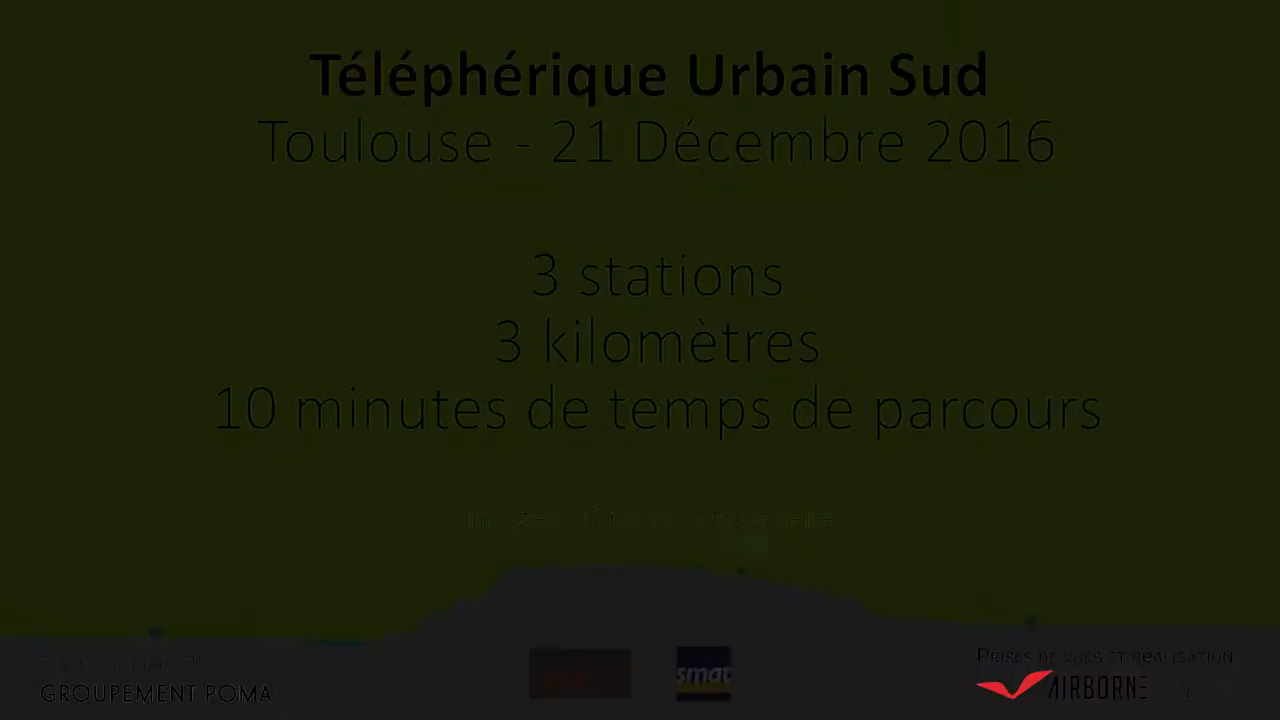 Téléphérique Urbain Sud
Toulouse - 21 Décembre 2016
3 stations
3 kilomètres
10 minutes de temps de parcours
GROUPEMENT POMA
smat
PRISES DE VUES ET RéALISATION
AIRBORNE